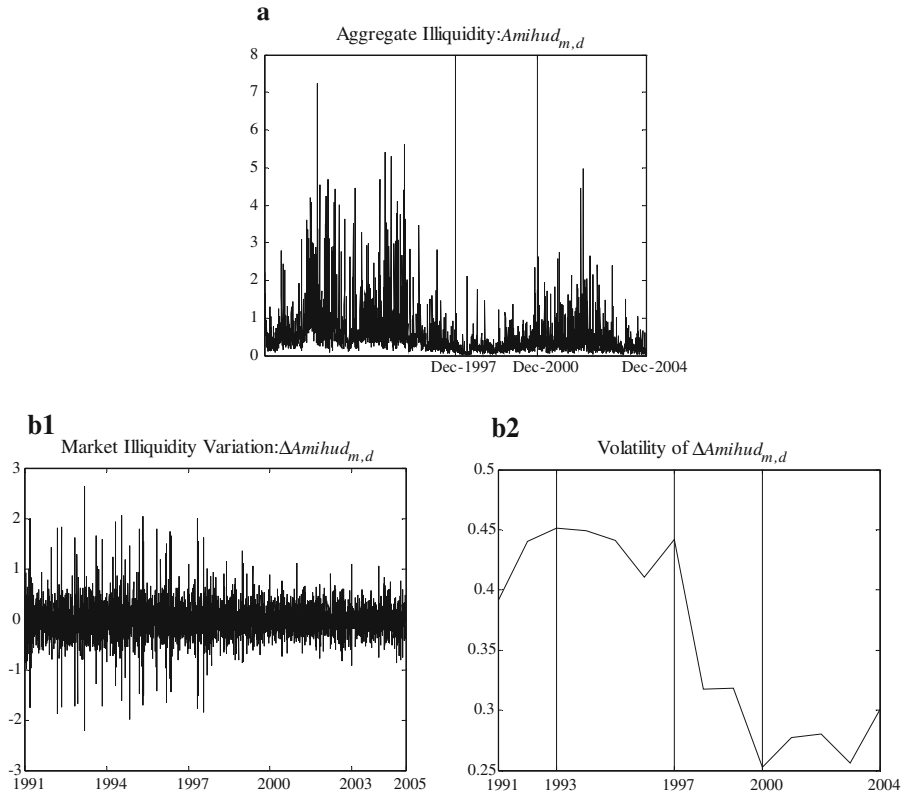 a
Aggregate Illiquidity:Amihud_{m,d}
8
7
6
5
4
3
2
1
0
Dec-1997 Dec-2000 Dec-2004
b1
Market Illiquidity Variation:ΔAmihud_{m,d}
3
2
1
0
-1
-2
-3
1991 1994 1997 2000 2003 2005
b2
Volatility of ΔAmihud_{m,d}
0.5
0.45
0.4
0.35
0.3
0.25
1991 1993 1997 2000 2004